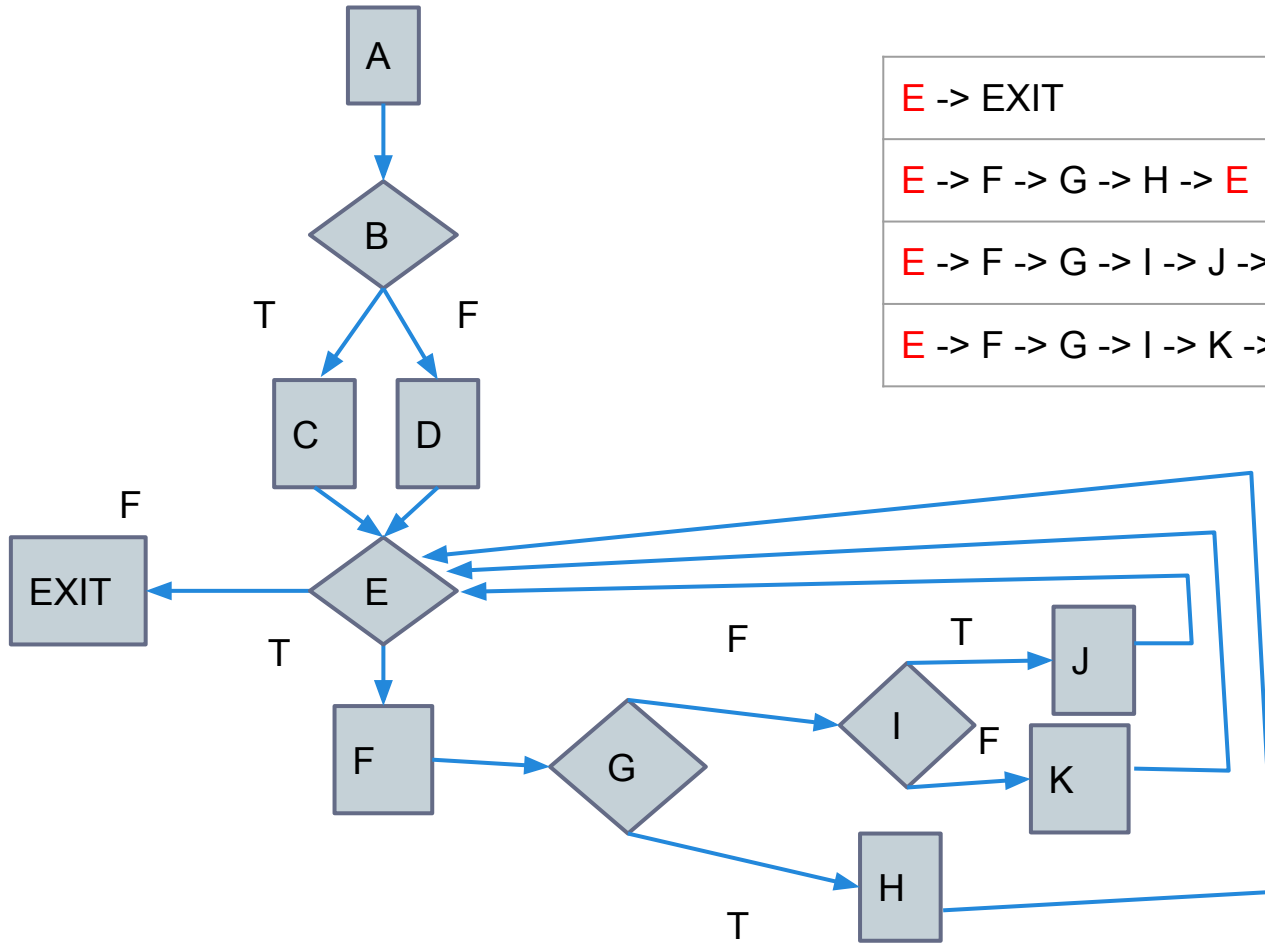 A
E -> EXIT
E -> F -> G -> H -> E
B
E -> F -> G -> I -> J ->
T F
E -> F -> G -> I -> K ->
C D
F
EXIT E
T F T
J
F I F
G K
H
T